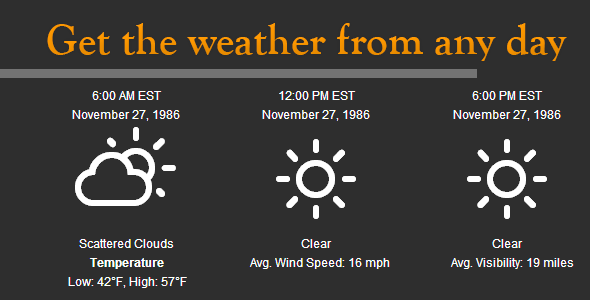 Get the weather from any day
6:00 AM EST
November 27, 1986
Scattered Clouds
Temperature
Low: 42°F, High: 57°F
12:00 PM EST
November 27, 1986
Clear
Avg. Wind Speed: 16 mph
6:00 PM EST
November 27, 1986
Clear
Avg. Visibility: 19 miles